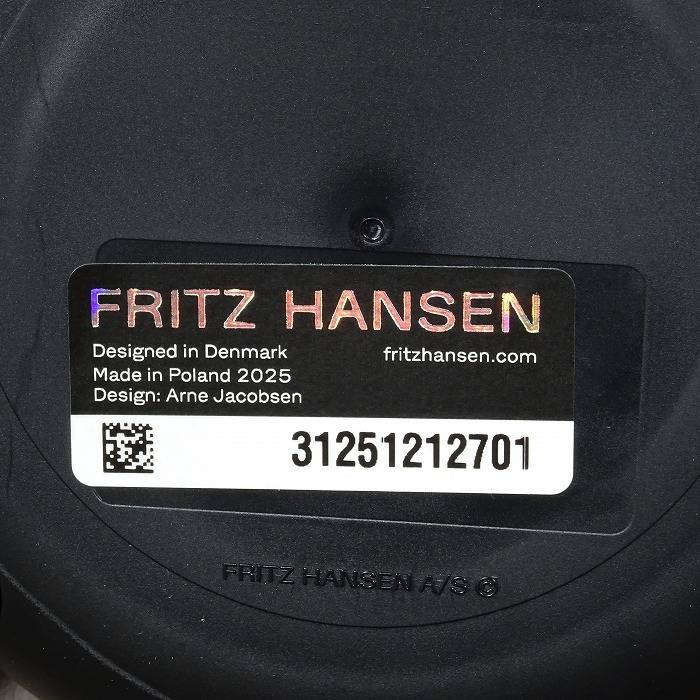 FRITZ HANSEN
Designed in Denmark
fritzhansen.com
Made in Poland 2025
Design: Arne Jacobsen
31251212701
FRITZ HANSEN A/S ©